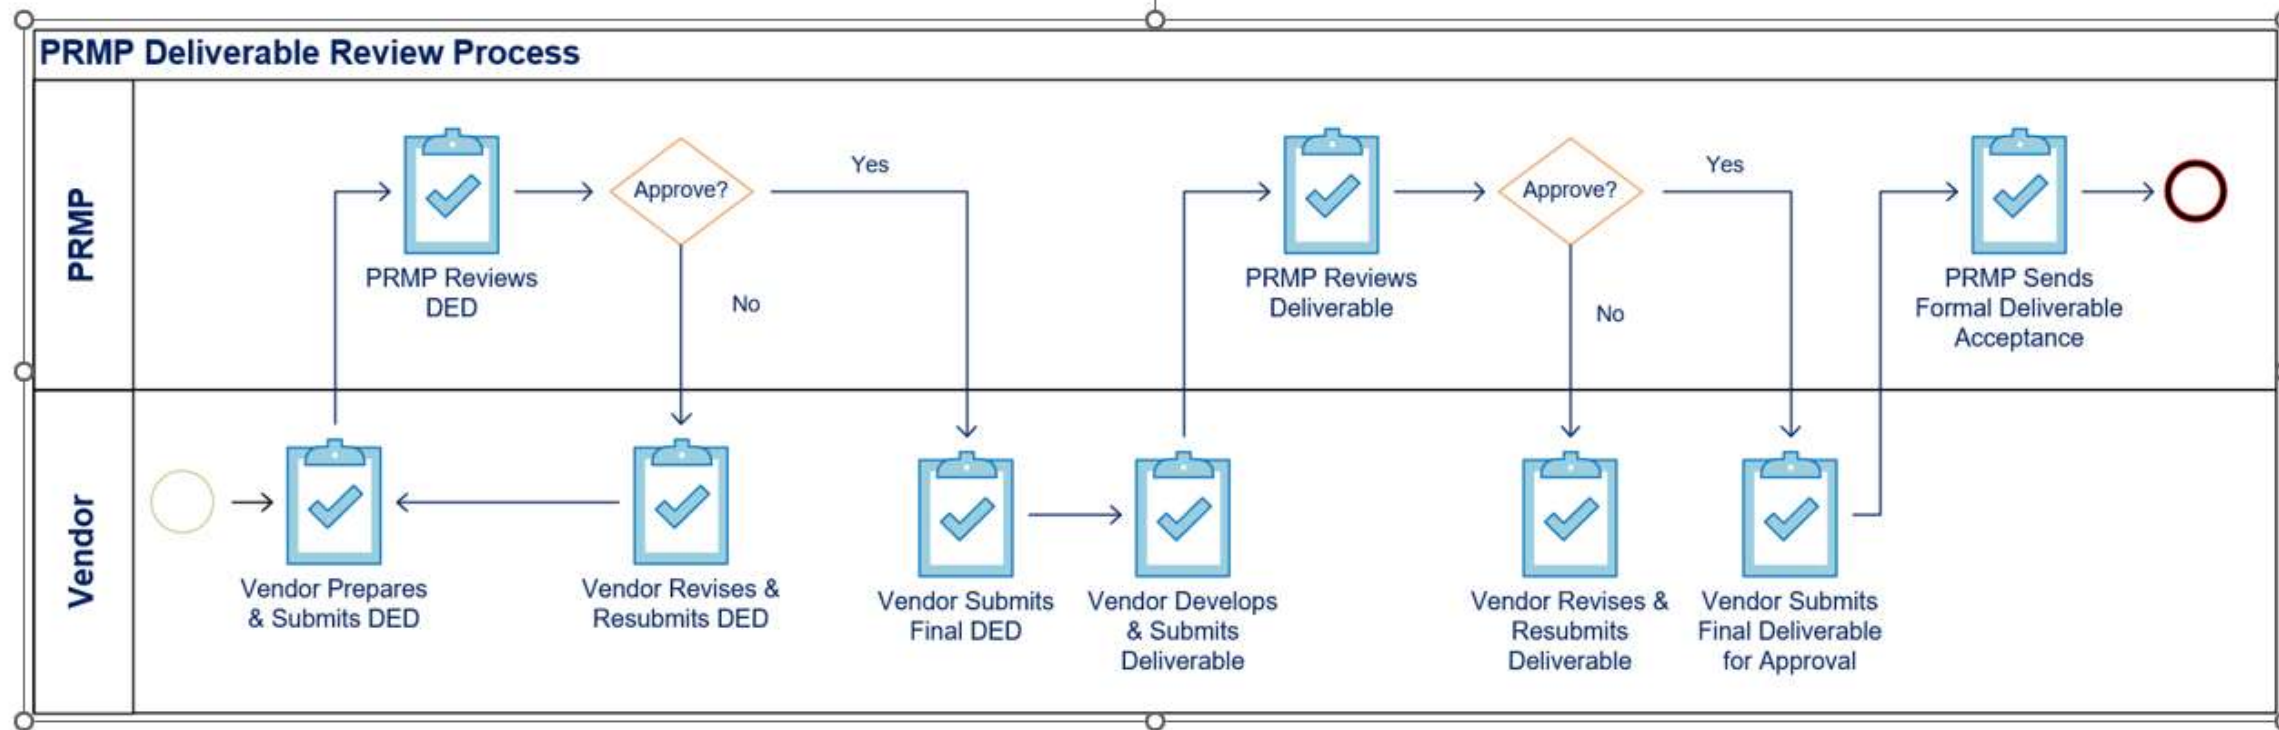 PRMP Deliverable Review Process
PRMP
PRMP Reviews
DED
Approve?
Yes
No
PRMP Reviews
Deliverable
Approve?
Yes
No
PRMP Sends
Formal Deliverable
Acceptance
Vendor
Vendor Prepares
& Submits DED
Vendor Revises &
Resubmits DED
Vendor Submits
Final DED
Vendor Develops
& Submits
Deliverable
Vendor Revises &
Resubmits
Deliverable
Vendor Submits
Final Deliverable
for Approval